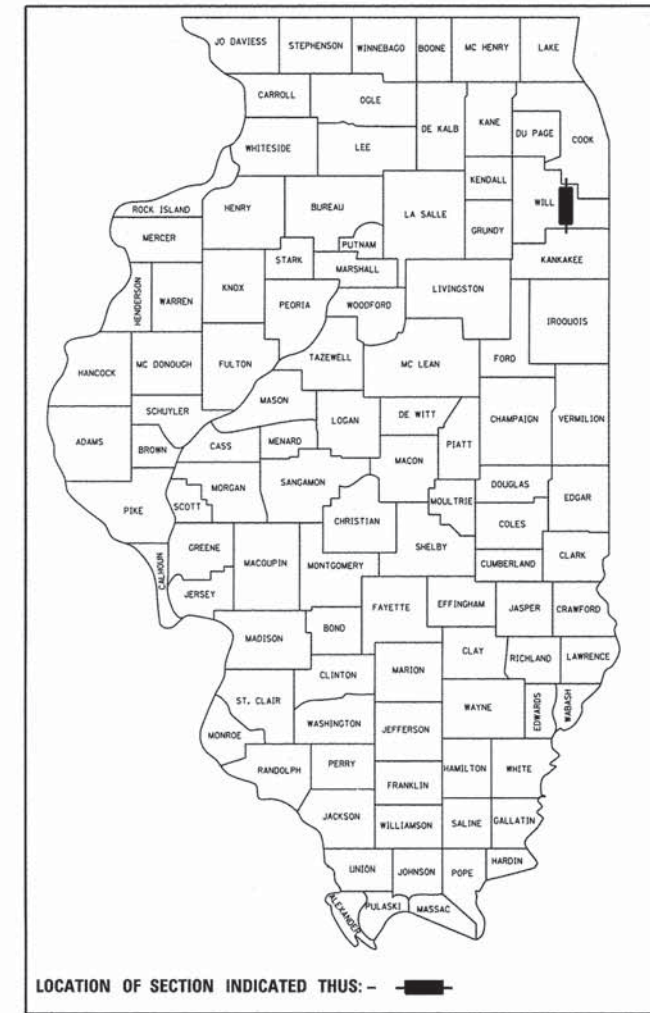 JO DAVIESS STEPHENSON WINNEBAGO BOONE MC HENRY LAKE
CARROLL OGLE DE KALB KANE DU PAGE COOK
WHITESIDE LEE KENDALL WILL
ROCK ISLAND HENRY BUREAU LA SALLE GRUNDY
MERCER PUTNAM KANKAKEE
HENDERSON WARREN KNOX STARK MARSHALL LIVINGSTON
PEORIA WOODFORD IROQUOIS
HANCOCK MC DONOUGH FULTON TAZEWELL MC LEAN FORD
SCHUYLER MASON LOGAN DE WITT CHAMPAIGN VERMILION
ADAMS BROWN CASS MENARD MACON PIATT
PIKE SCOTT MORGAN SANGAMON MOULTRIE DOUGLAS EDGAR
CHRISTIAN COLES
CALHOUN GREENE MACOUPIN MONTGOMERY SHELBY CUMBERLAND CLARK
JERSEY FAYETTE EFFINGHAM JASPER CRAWFORD
MADISON BOND CLAY RICHLAND LAWRENCE
CLINTON MARION
ST. CLAIR WAYNE EDWARDS WABASH
MONROE WASHINGTON JEFFERSON
RANDOLPH PERRY HAMILTON WHITE
FRANKLIN
JACKSON WILLIAMSON SALINE GALLATIN
UNION JOHNSON POPE HARDIN
ALEXANDER PULASKI MASSAC
LOCATION OF SECTION INDICATED THUS: –